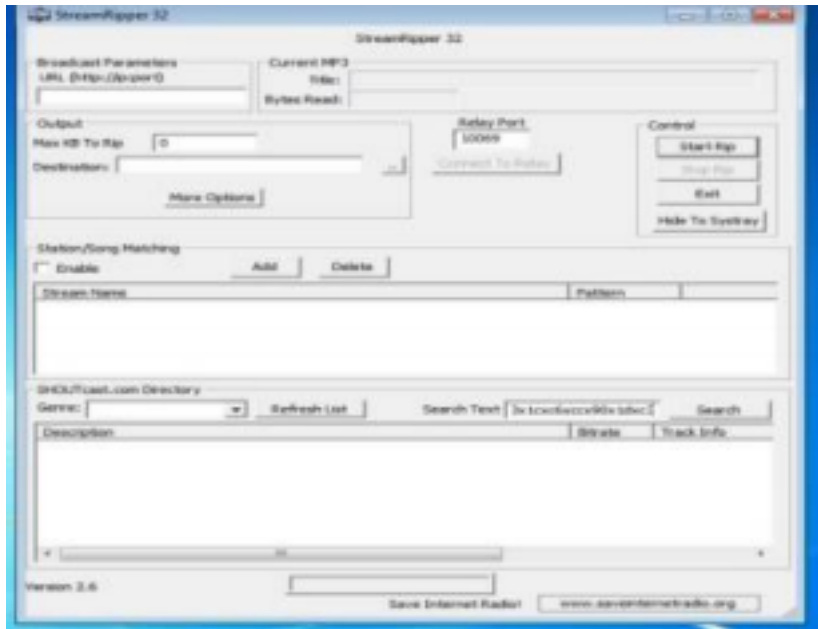 StreamRipper 32
StreamRipper 32
Broadcast Parameters
URL (http://ip:port)
Current MP3
Title:
Bytes Read:
Output
Max KB To Rip 0
Destination:
..
More Options
Relay Port
10069
Connect To Relay
Control
Start Rip
Stop Rip
Exit
Hide To Systray
Station/Song Matching
Enable
Add
Delete
Stream Name
Pattern
SHOUTcast.com Directory
Genre:
Refresh List
Search Text
Search
Description
Bitrate
Track Info
Version 2.6
Save Internet Radio!
www.saveinternetradio.org